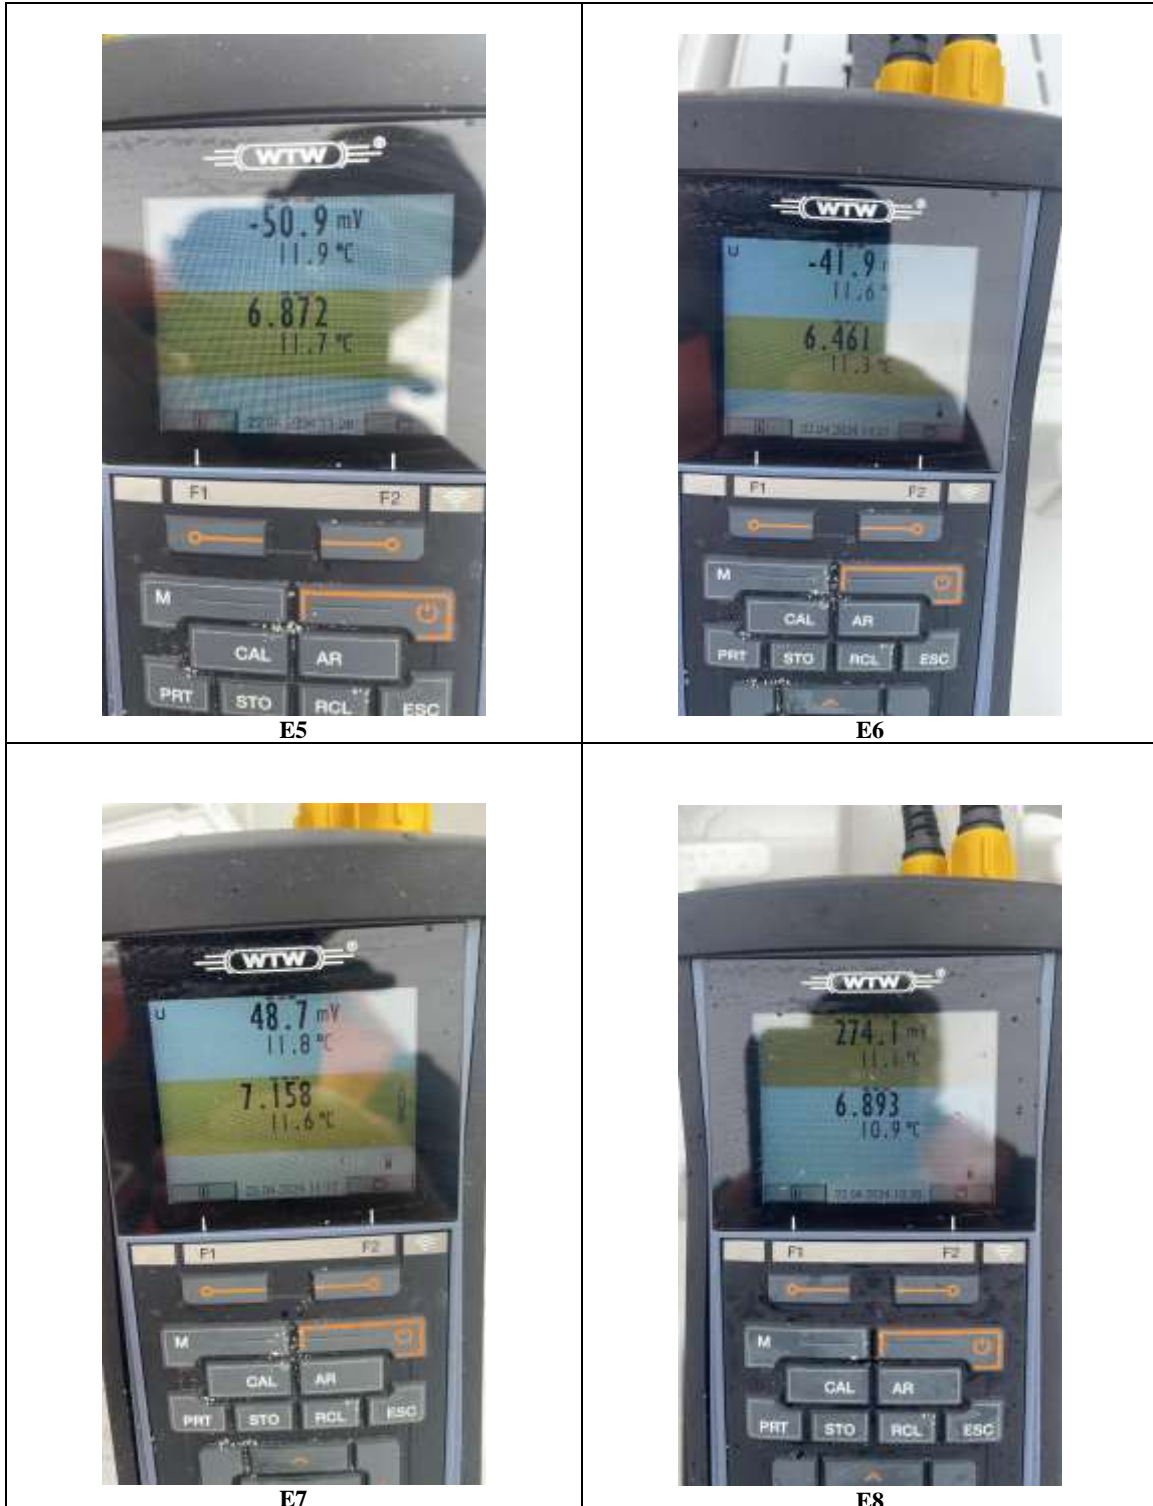 WTW®
-50.9 mV
11.9 °C
6.872
11.7 °C
F1 F2
M
CAL AR
PRT STO RCL ESC
E5
WTW®
U
-41.9
11.6 °
6.461
11.3 °C
F1 F2
M
CAL AR
PRT STO RCL ESC
E6
WTW®
U
48.7 mV
11.8 °C
7.158
11.6 °C
F1 F2
M
CAL AR
PRT STO RCL ESC
E7
WTW®
274.1
11.1 °C
6.893
10.9 °C
F1 F2
M
CAL AR
PRT STO RCL ESC
E8